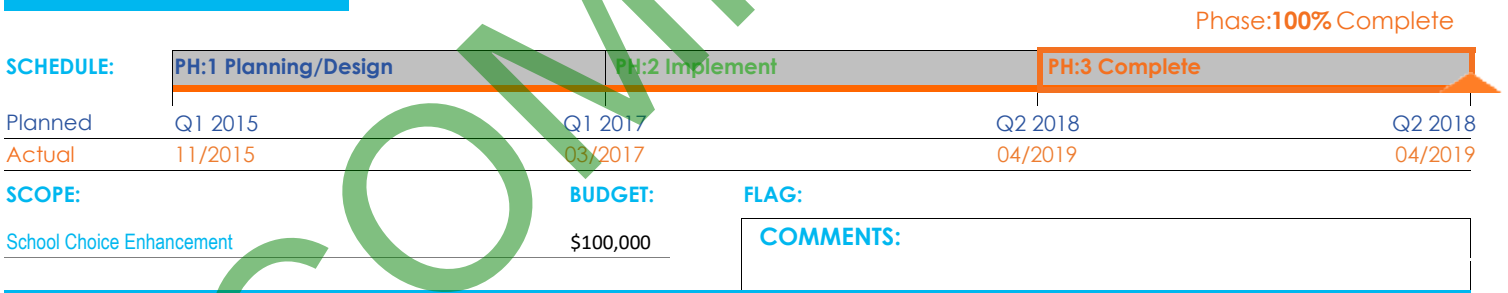 Phase:100% Complete
SCHEDULE: PH:1 Planning/Design PH:2 Implement PH:3 Complete
Planned Q1 2015 Q1 2017 Q2 2018 Q2 2018
Actual 11/2015 03/2017 04/2019 04/2019
SCOPE: BUDGET: FLAG:
School Choice Enhancement $100,000 COMMENTS:
COM